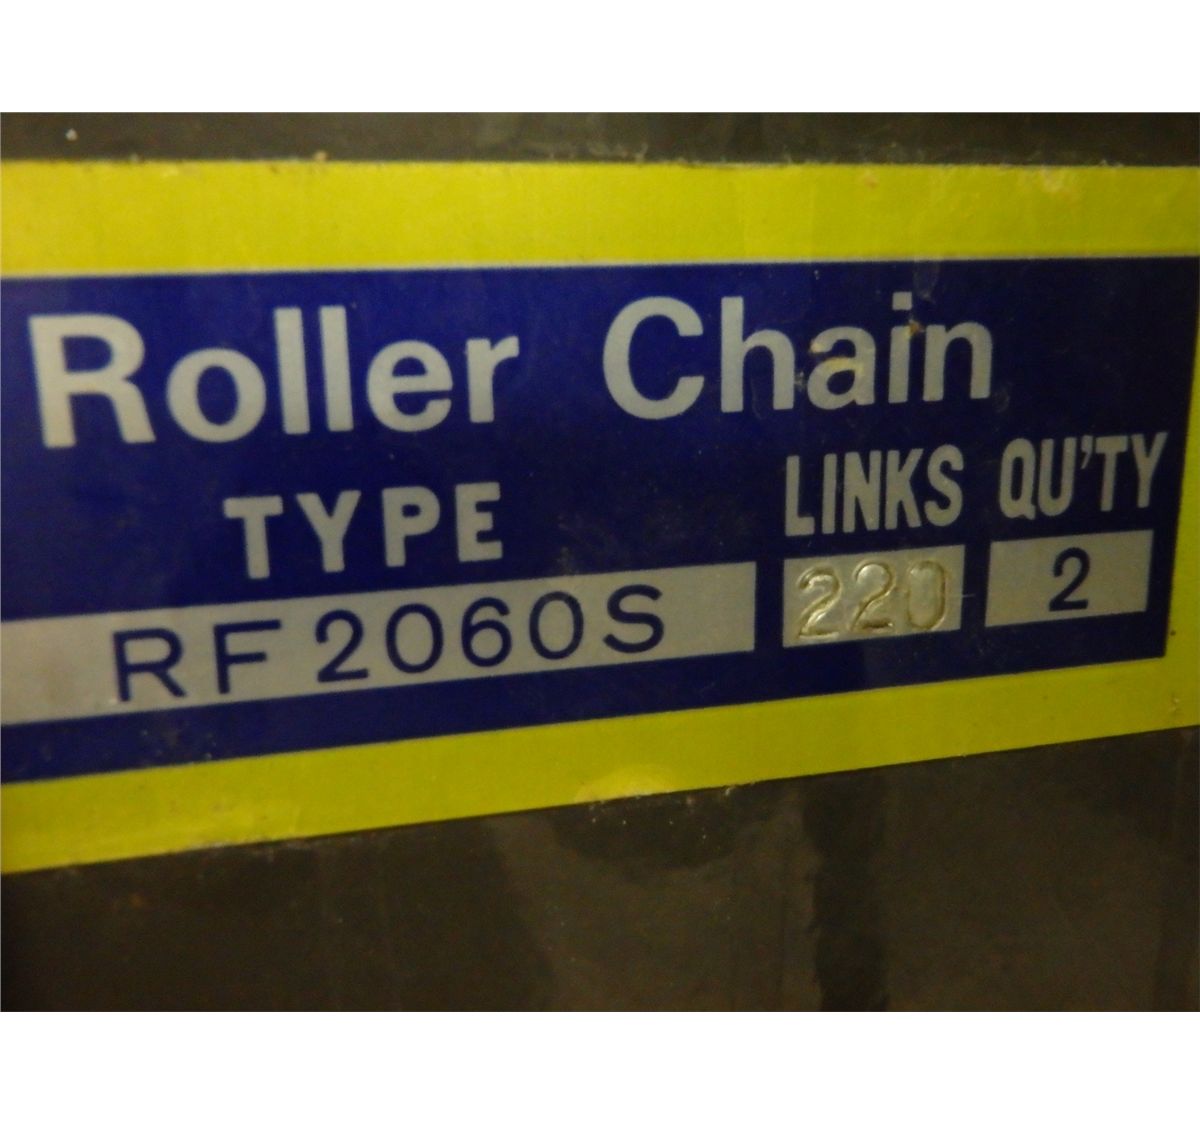 Roller Chain
TYPE LINKS QU'TY
RF2060S 220 2